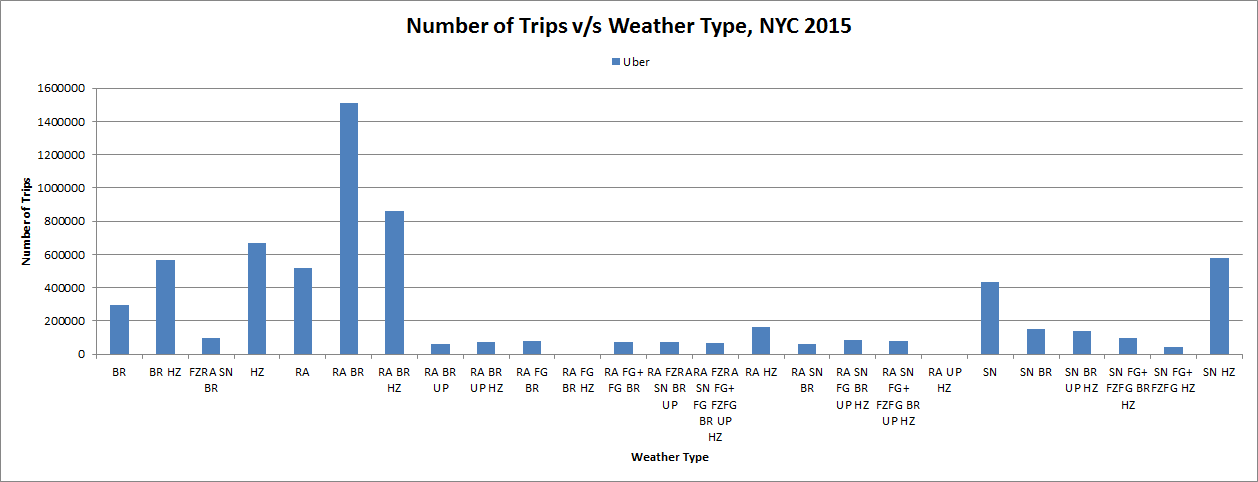 Number of Trips v/s Weather Type, NYC 2015
Uber
Number of Trips
1600000
1400000
1200000
1000000
800000
600000
400000
200000
0
BR
BR HZ
FZRA SN
BR
HZ
RA
RA BR
RA BR
HZ
RA BR
UP
RA BR
UP HZ
RA FG
BR
RA FG
BR HZ
RA FG+
FG BR
RA FZRA
SN BR
UP
RA FZRA
SN FG+
FG FZFG
BR UP
HZ
RA HZ
RA SN
BR
RA SN
FG BR
UP HZ
RA SN
FG+
FZFG BR
UP HZ
RA UP
HZ
SN
SN BR
SN BR
UP HZ
SN FG+
FZFG BR
HZ
SN FG+
FZFG HZ
SN HZ
Weather Type